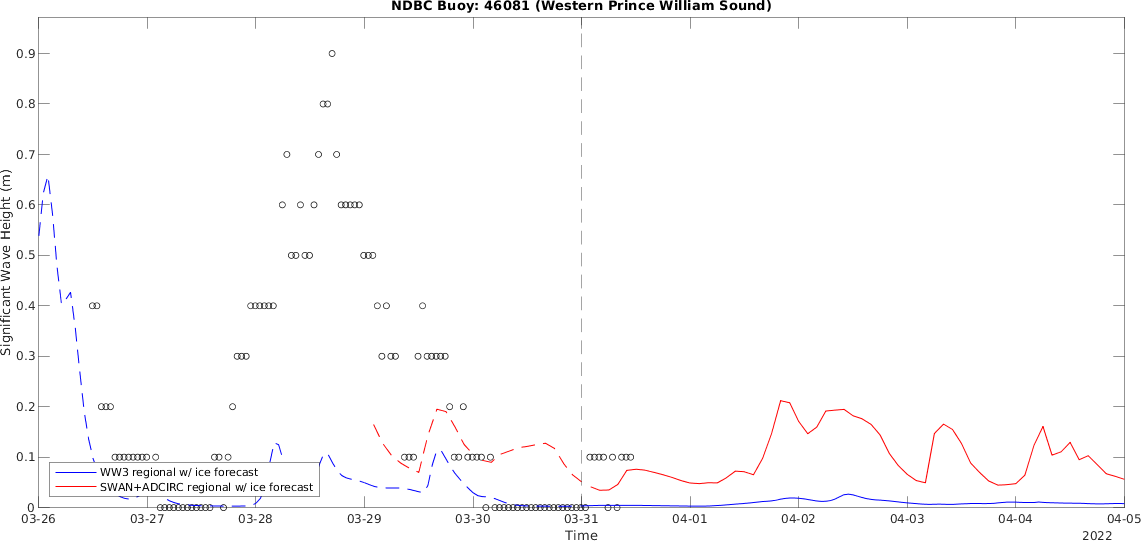 NDBC Buoy: 46081 (Western Prince William Sound)
Significant Wave Height (m)
0.9
0.8
0.7
0.6
0.5
0.4
0.3
0.2
0.1
0
WW3 regional w/ ice forecast
SWAN+ADCIRC regional w/ ice forecast
03-26 03-27 03-28 03-29 03-30 03-31 04-01 04-02 04-03 04-04 04-05
Time
2022